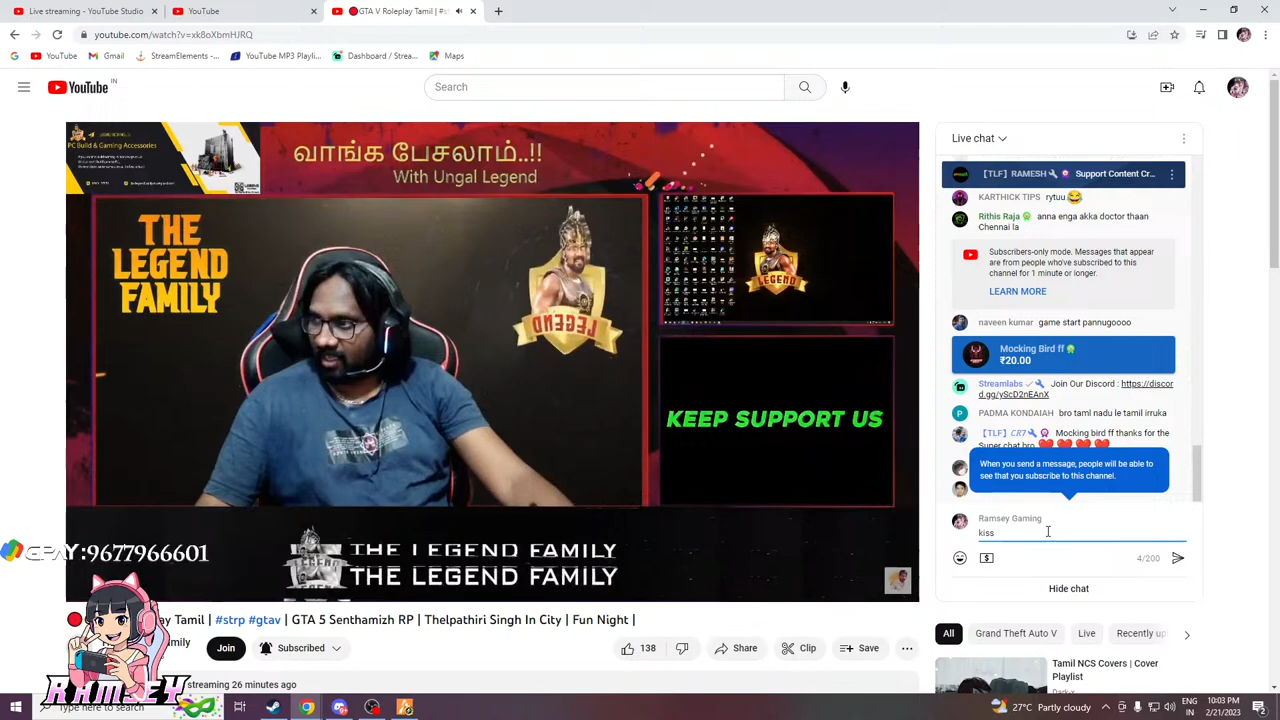 Live streaming - YouTube Studio
YouTube
GTA V Roleplay Tamil | #s
youtube.com/watch?v=xk8oXbmHJRQ
YouTube
Gmail
StreamElements -...
YouTube MP3 Playli...
Dashboard / Strea...
Maps
YouTube
IN
Search
PC Build & Gaming Accessories
வாங்க பேசலாம்..!!
With Ungal Legend
THE
LEGEND
FAMILY
LEGEND
LEGEND
KEEP SUPPORT US
THE LEGEND FAMILY
THE LEGEND FAMILY
Live chat
【TLF】RAMESH Support Content Cr...
KARTHICK TIPS rytuu 😂
Rithis Raja anna enga akka doctor thaan
Chennai la
Subscribers-only mode. Messages that appear
are from people who've subscribed to this
channel for 1 minute or longer.
LEARN MORE
naveen kumar game start pannugoooo
Mocking Bird ff
₹20.00
Streamlabs Join Our Discord : https://discor
d.gg/yScD2nEAnX
PADMA KONDAIAH bro tamil nadu le tamil irruka
【TLF】CR7 Mocking bird ff thanks for the
Super chat bro ❤️❤️❤️❤️
When you send a message, people will be able to
see that you subscribe to this channel.
Ramsey Gaming
kiss
4/200
Hide chat
GPAY:9677966601
ay Tamil | #strp #gtav | GTA 5 Senthamizh RP | Thelpathiri Singh In City | Fun Night |
mily
Join
Subscribed
138
Share
Clip
Save
streaming 26 minutes ago
All
Grand Theft Auto V
Live
Recently up
Tamil NCS Covers | Cover
Playlist
Dark-x
RAMSEY
Type here to search
27°C Partly cloudy
ENG
IN
10:03 PM
2/21/2023
2